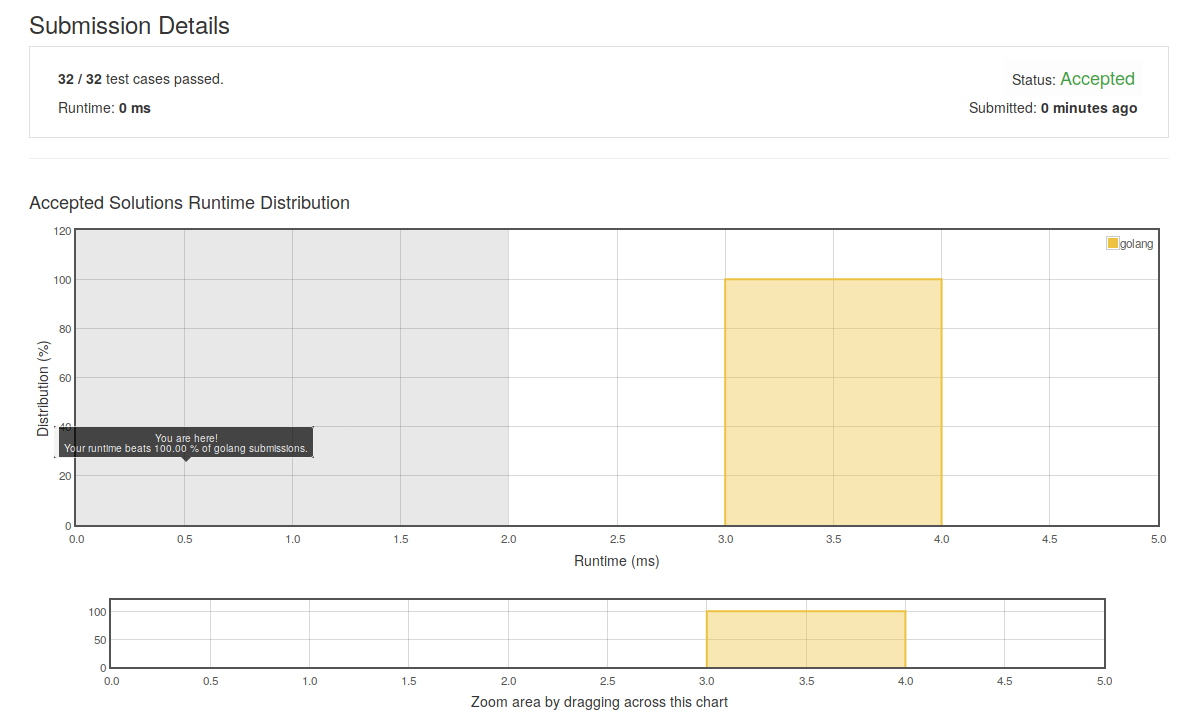 Submission Details
32 / 32 test cases passed.
Status: Accepted
Runtime: 0 ms
Submitted: 0 minutes ago
Accepted Solutions Runtime Distribution
120
golang
100
80
60
Distribution (%)
40
You are here!
Your runtime beats 100.00 % of golang submissions.
20
0
0.0 0.5 1.0 1.5 2.0 2.5 3.0 3.5 4.0 4.5 5.0
Runtime (ms)
100
50
0
0.0 0.5 1.0 1.5 2.0 2.5 3.0 3.5 4.0 4.5 5.0
Zoom area by dragging across this chart